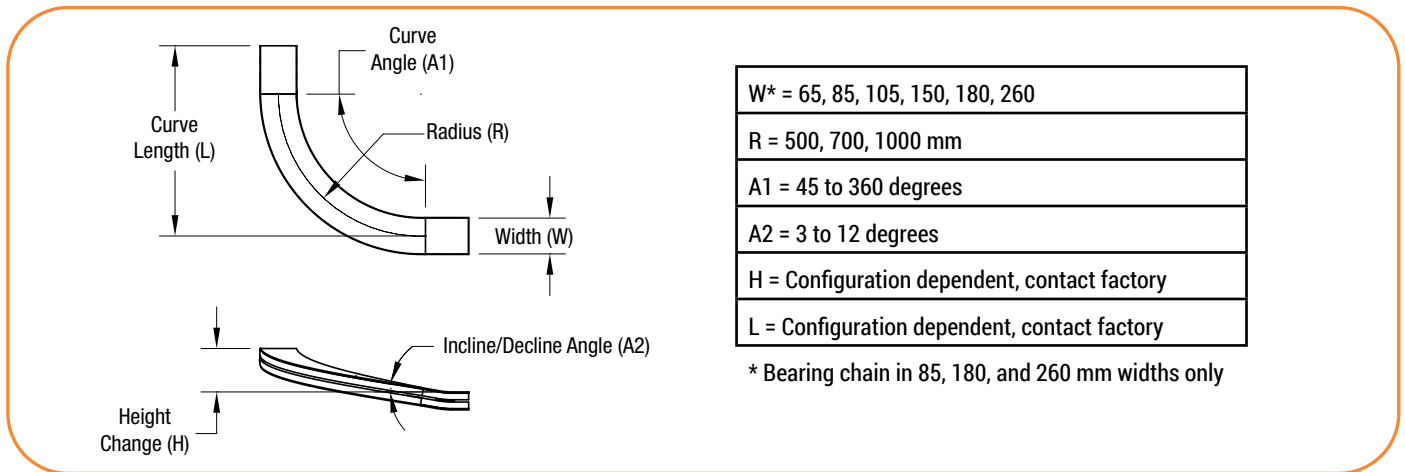 Curve
Angle (A1)
Curve
Length (L)
Radius (R)
Width (W)
Incline/Decline Angle (A2)
Height
Change (H)
W* = 65, 85, 105, 150, 180, 260
R = 500, 700, 1000 mm
A1 = 45 to 360 degrees
A2 = 3 to 12 degrees
H = Configuration dependent, contact factory
L = Configuration dependent, contact factory
* Bearing chain in 85, 180, and 260 mm widths only